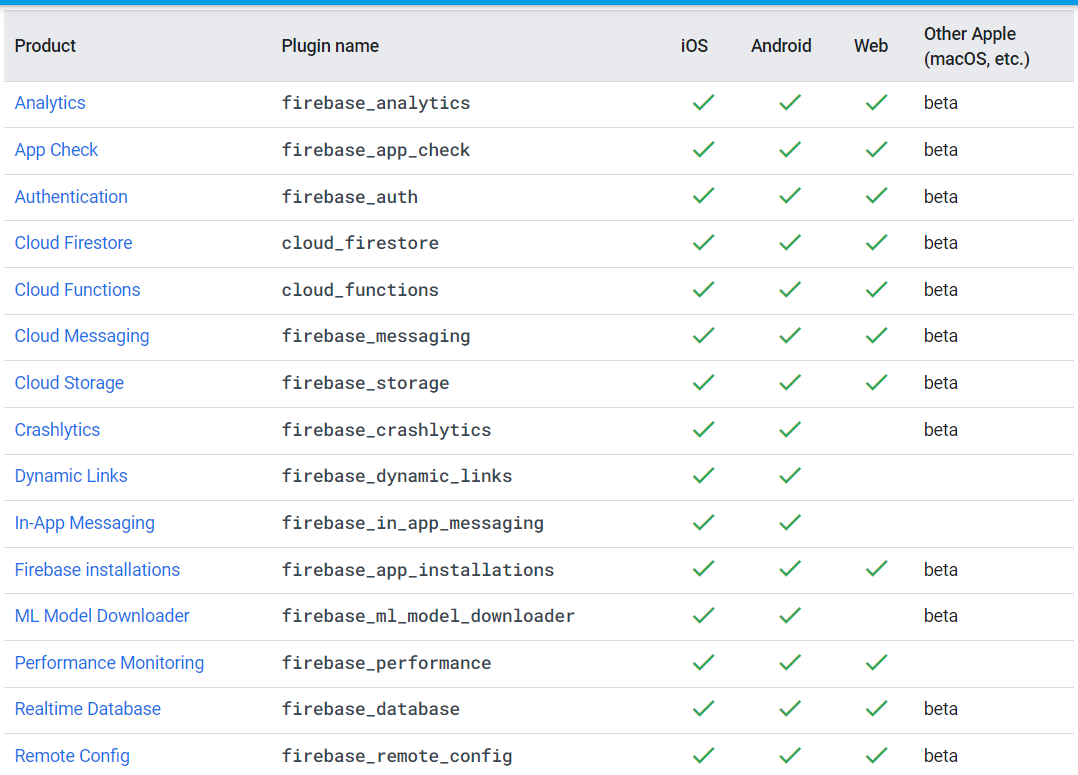 Product Plugin name iOS Android Web Other Apple (macOS, etc.)
Analytics firebase_analytics ✓ ✓ ✓ beta
App Check firebase_app_check ✓ ✓ ✓ beta
Authentication firebase_auth ✓ ✓ ✓ beta
Cloud Firestore cloud_firestore ✓ ✓ ✓ beta
Cloud Functions cloud_functions ✓ ✓ ✓ beta
Cloud Messaging firebase_messaging ✓ ✓ ✓ beta
Cloud Storage firebase_storage ✓ ✓ ✓ beta
Crashlytics firebase_crashlytics ✓ ✓ beta
Dynamic Links firebase_dynamic_links ✓ ✓
In-App Messaging firebase_in_app_messaging ✓ ✓
Firebase installations firebase_app_installations ✓ ✓ ✓ beta
ML Model Downloader firebase_ml_model_downloader ✓ ✓ beta
Performance Monitoring firebase_performance ✓ ✓ ✓
Realtime Database firebase_database ✓ ✓ ✓ beta
Remote Config firebase_remote_config ✓ ✓ ✓ beta